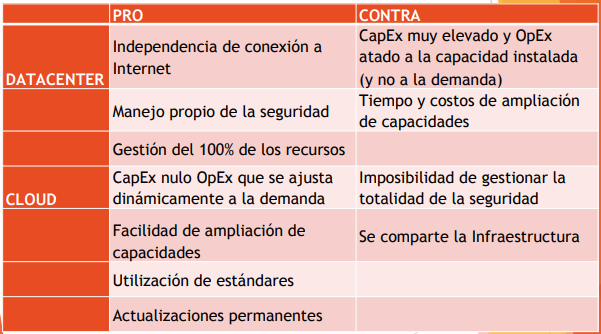 PRO CONTRA
DATACENTER
Independencia de conexión a
Internet
CapEx muy elevado y OpEx
atado a la capacidad instalada
(y no a la demanda)
Manejo propio de la seguridad
Tiempo y costos de ampliación
de capacidades
Gestión del 100% de los recursos
CLOUD
CapEx nulo OpEx que se ajusta
dinámicamente a la demanda
Imposibilidad de gestionar la
totalidad de la seguridad
Facilidad de ampliación de
capacidades
Se comparte la Infraestructura
Utilización de estándares
Actualizaciones permanentes